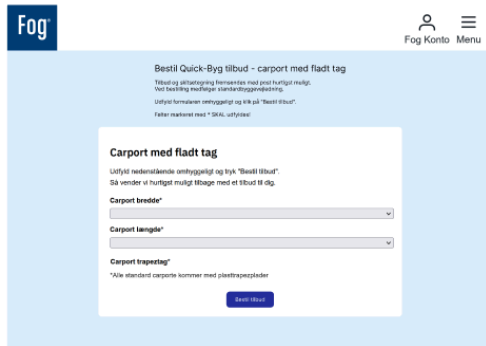 Fog
Fog Konto
Menu
Bestil Quick-Byg tilbud - carport med fladt tag
Tilbud og skitsetegning fremsendes med post hurtigst muligt.
Ved bestilling medfølger standardbyggevejledning.
Udfyld formularen omhyggeligt og klik på "Bestil tilbud".
Felter markeret med * SKAL udfyldes!
Carport med fladt tag
Udfyld nedenstående omhyggeligt og tryk "Bestil tilbud".
Så vender vi hurtigst muligt tilbage med et tilbud til dig.
Carport bredde*
Carport længde*
Carport trapeztag*
*Alle standard carporte kommer med plasttrapezplader
Bestil tilbud